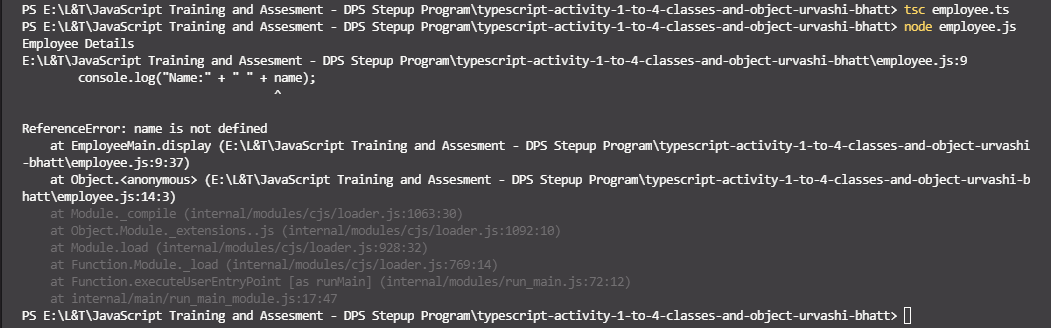 PS E:\L&T\JavaScript Training and Assesment - DPS Stepup Program\typescript-activity-1-to-4-classes-and-object-urvashi-bhatt> tsc employee.ts
PS E:\L&T\JavaScript Training and Assesment - DPS Stepup Program\typescript-activity-1-to-4-classes-and-object-urvashi-bhatt> node employee.js
Employee Details
E:\L&T\JavaScript Training and Assesment - DPS Stepup Program\typescript-activity-1-to-4-classes-and-object-urvashi-bhatt\employee.js:9
        console.log("Name:" + " " + name);
                                    ^
ReferenceError: name is not defined
    at EmployeeMain.display (E:\L&T\JavaScript Training and Assesment - DPS Stepup Program\typescript-activity-1-to-4-classes-and-object-urvashi
-bhatt\employee.js:9:37)
    at Object.<anonymous> (E:\L&T\JavaScript Training and Assesment - DPS Stepup Program\typescript-activity-1-to-4-classes-and-object-urvashi-b
hatt\employee.js:14:3)
    at Module._compile (internal/modules/cjs/loader.js:1063:30)
    at Object.Module._extensions..js (internal/modules/cjs/loader.js:1092:10)
    at Module.load (internal/modules/cjs/loader.js:928:32)
    at Function.Module._load (internal/modules/cjs/loader.js:769:14)
    at Function.executeUserEntryPoint [as runMain] (internal/modules/run_main.js:72:12)
    at internal/main/run_main_module.js:17:47
PS E:\L&T\JavaScript Training and Assesment - DPS Stepup Program\typescript-activity-1-to-4-classes-and-object-urvashi-bhatt>